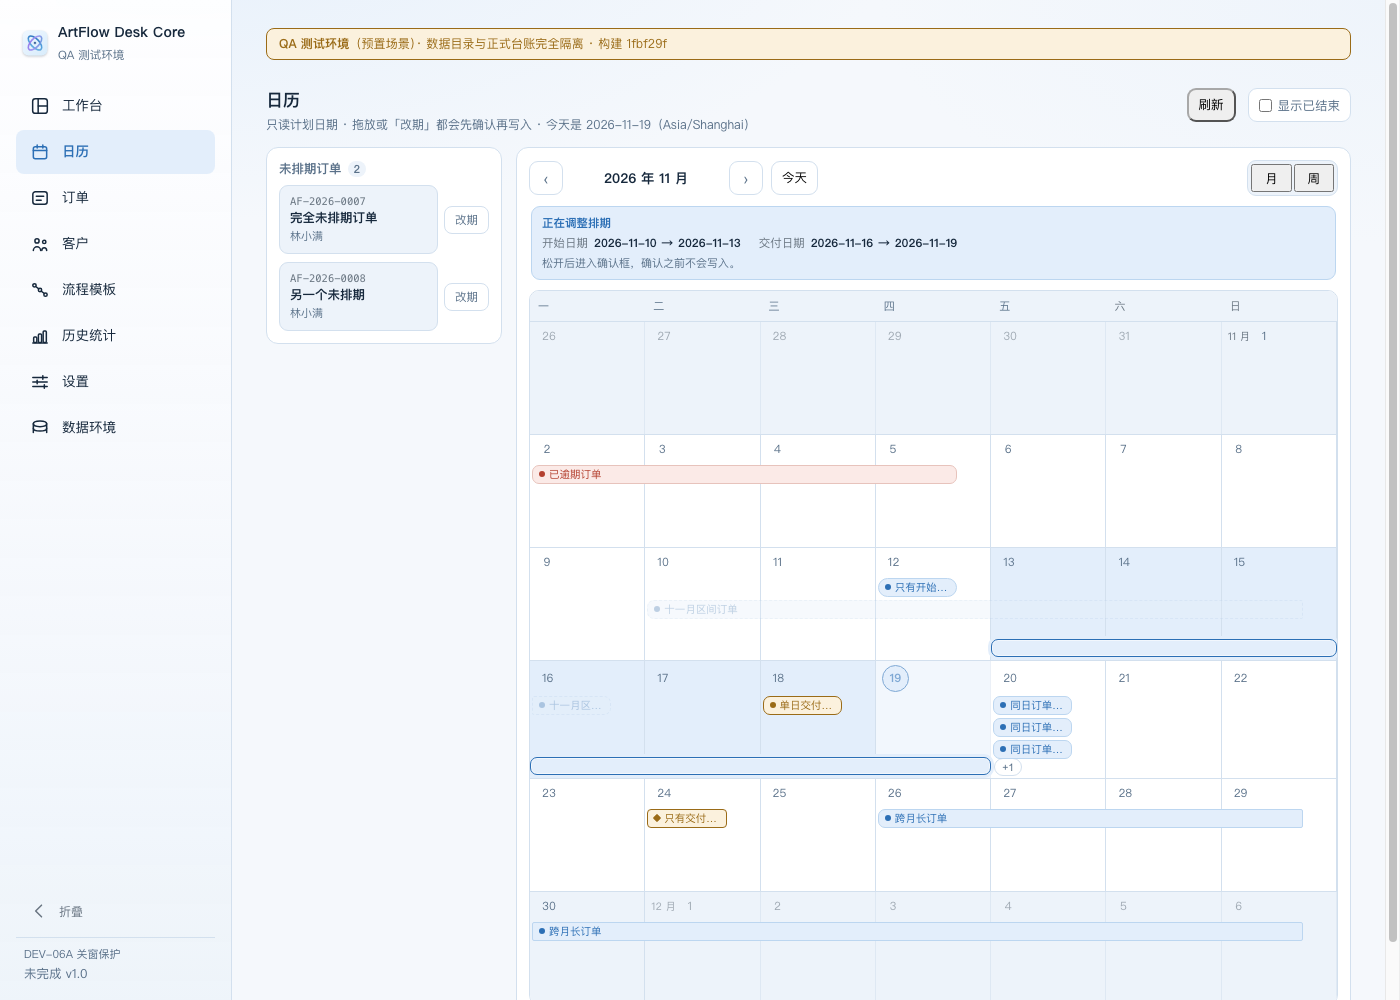 ArtFlow Desk Core
QA 测试环境
工作台
日历
订单
客户
流程模板
历史统计
设置
数据环境
折叠
DEV-06A 关窗保护
未完成 v1.0
QA 测试环境（预置场景）· 数据目录与正式台账完全隔离 · 构建 1fbf29f
日历
只读计划日期 · 拖放或「改期」都会先确认再写入 · 今天是 2026-11-19（Asia/Shanghai）
刷新
显示已结束
未排期订单 2
AF-2026-0007
完全未排期订单
林小满
改期
AF-2026-0008
另一个未排期
林小满
改期
‹ 2026 年 11 月 › 今天 月 周
正在调整排期
开始日期 2026-11-10 → 2026-11-13 交付日期 2026-11-16 → 2026-11-19
松开后进入确认框，确认之前不会写入。
一 二 三 四 五 六 日
26 27 28 29 30 31 11 月 1
2 3 4 5 6 7 8
已逾期订单
9 10 11 12 13 14 15
只有开始...
十一月区间订单
16 17 18 19 20 21 22
十一月区... 单日交付... 同日订单...
同日订单...
同日订单...
+1
23 24 25 26 27 28 29
只有交付... 跨月长订单
30 12 月 1 2 3 4 5 6
跨月长订单